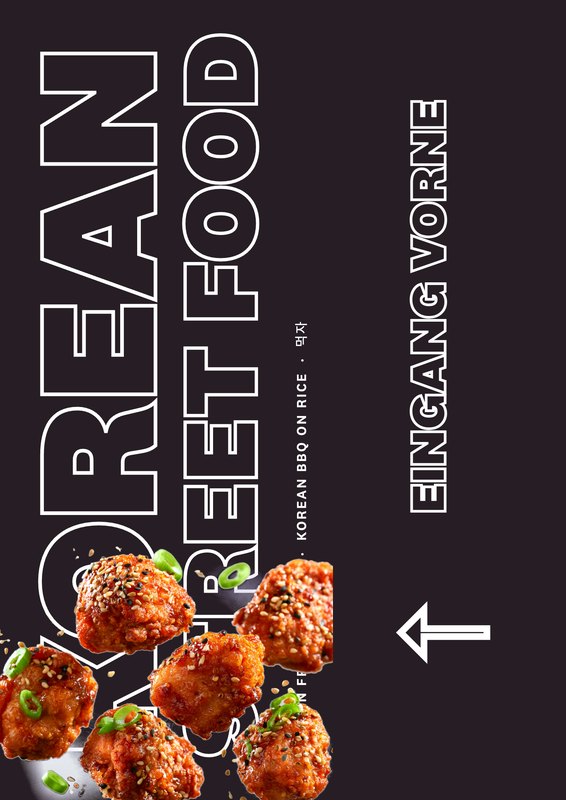 KOREAN
STREET FOOD
· KOREAN BBQ ON RICE · 먹자
EINGANG VORNE